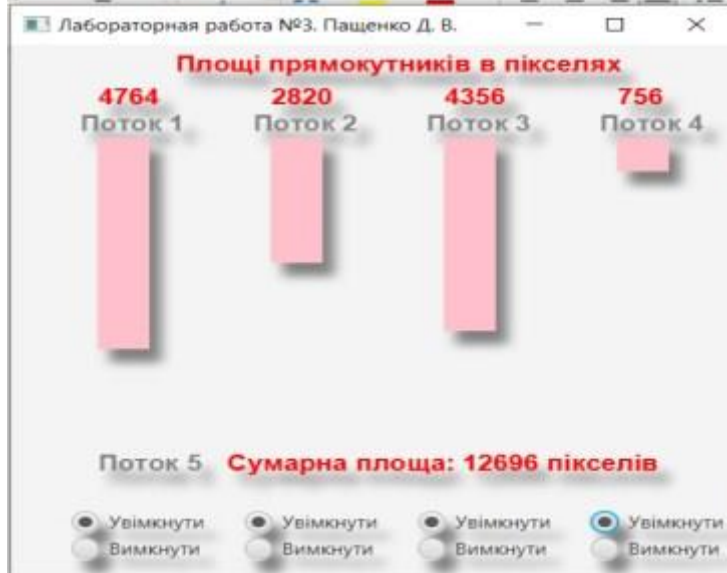 Лабораторная работа №3. Пащенко Д. В.
Площі прямокутників в пікселях
4764 2820 4356 756
Поток 1 Поток 2 Поток 3 Поток 4
Поток 5 Сумарна площа: 12696 пікселів
Увімкнути Увімкнути Увімкнути Увімкнути
Вимкнути Вимкнути Вимкнути Вимкнути